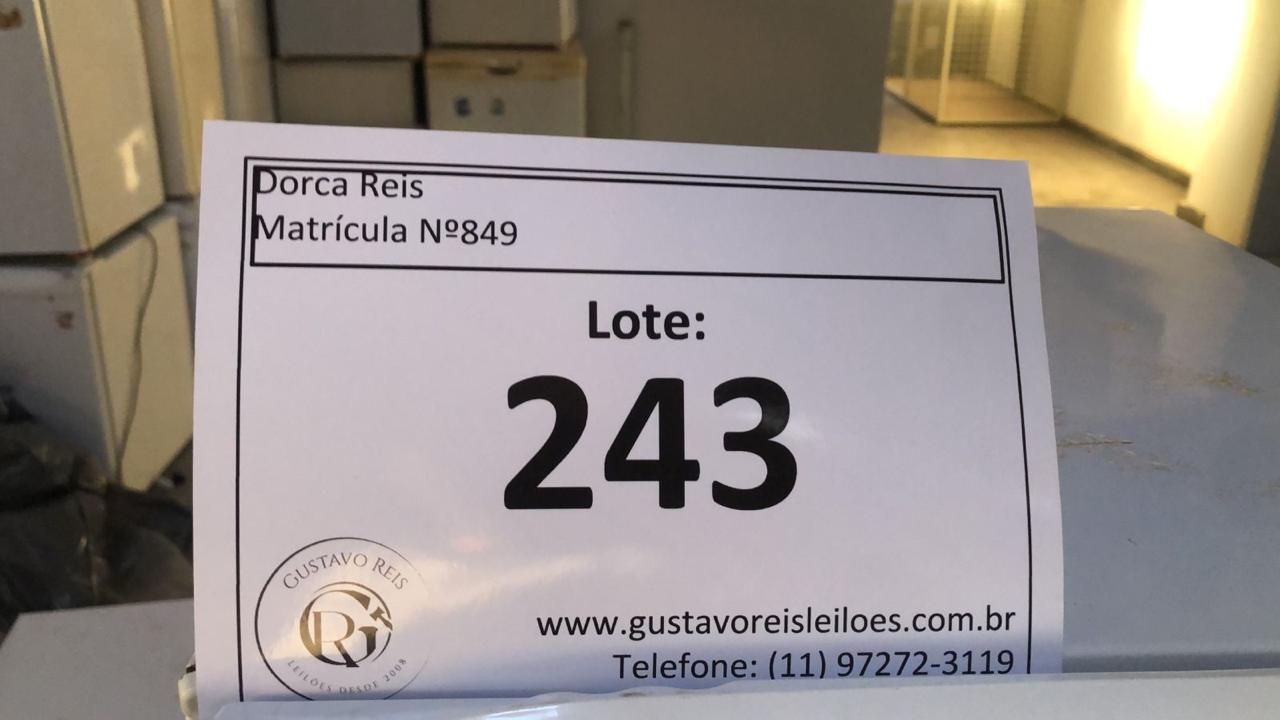 Dorca Reis
Matrícula Nº849
Lote:
243
GUSTAVO REIS
GR
LEILÕES DESDE 2008
www.gustavoreisleiloes.com.br
Telefone: (11) 97272-3119